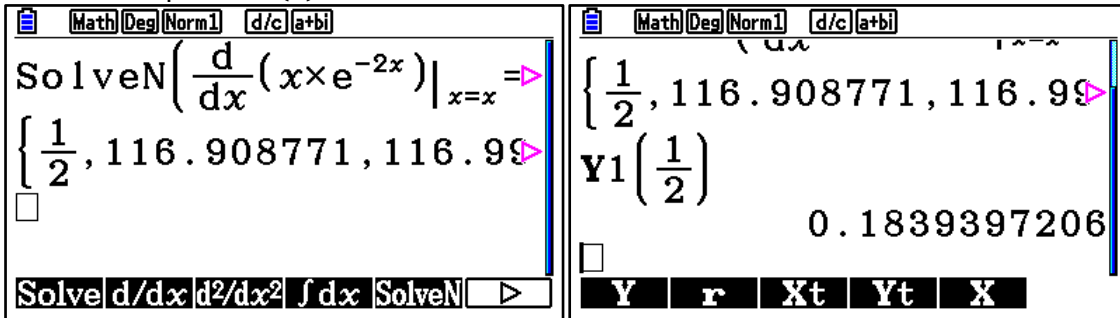 Math Deg Norm1 d/c a+bi
SolveN(d/dx(x×e^-2x)|x=x =
{1/2,116.908771,116.99
Solve d/dx d²/dx² ∫dx SolveN ▷
Math Deg Norm1 d/c a+bi
{1/2,116.908771,116.99
Y1(1/2)
0.1839397206
Y r Xt Yt X